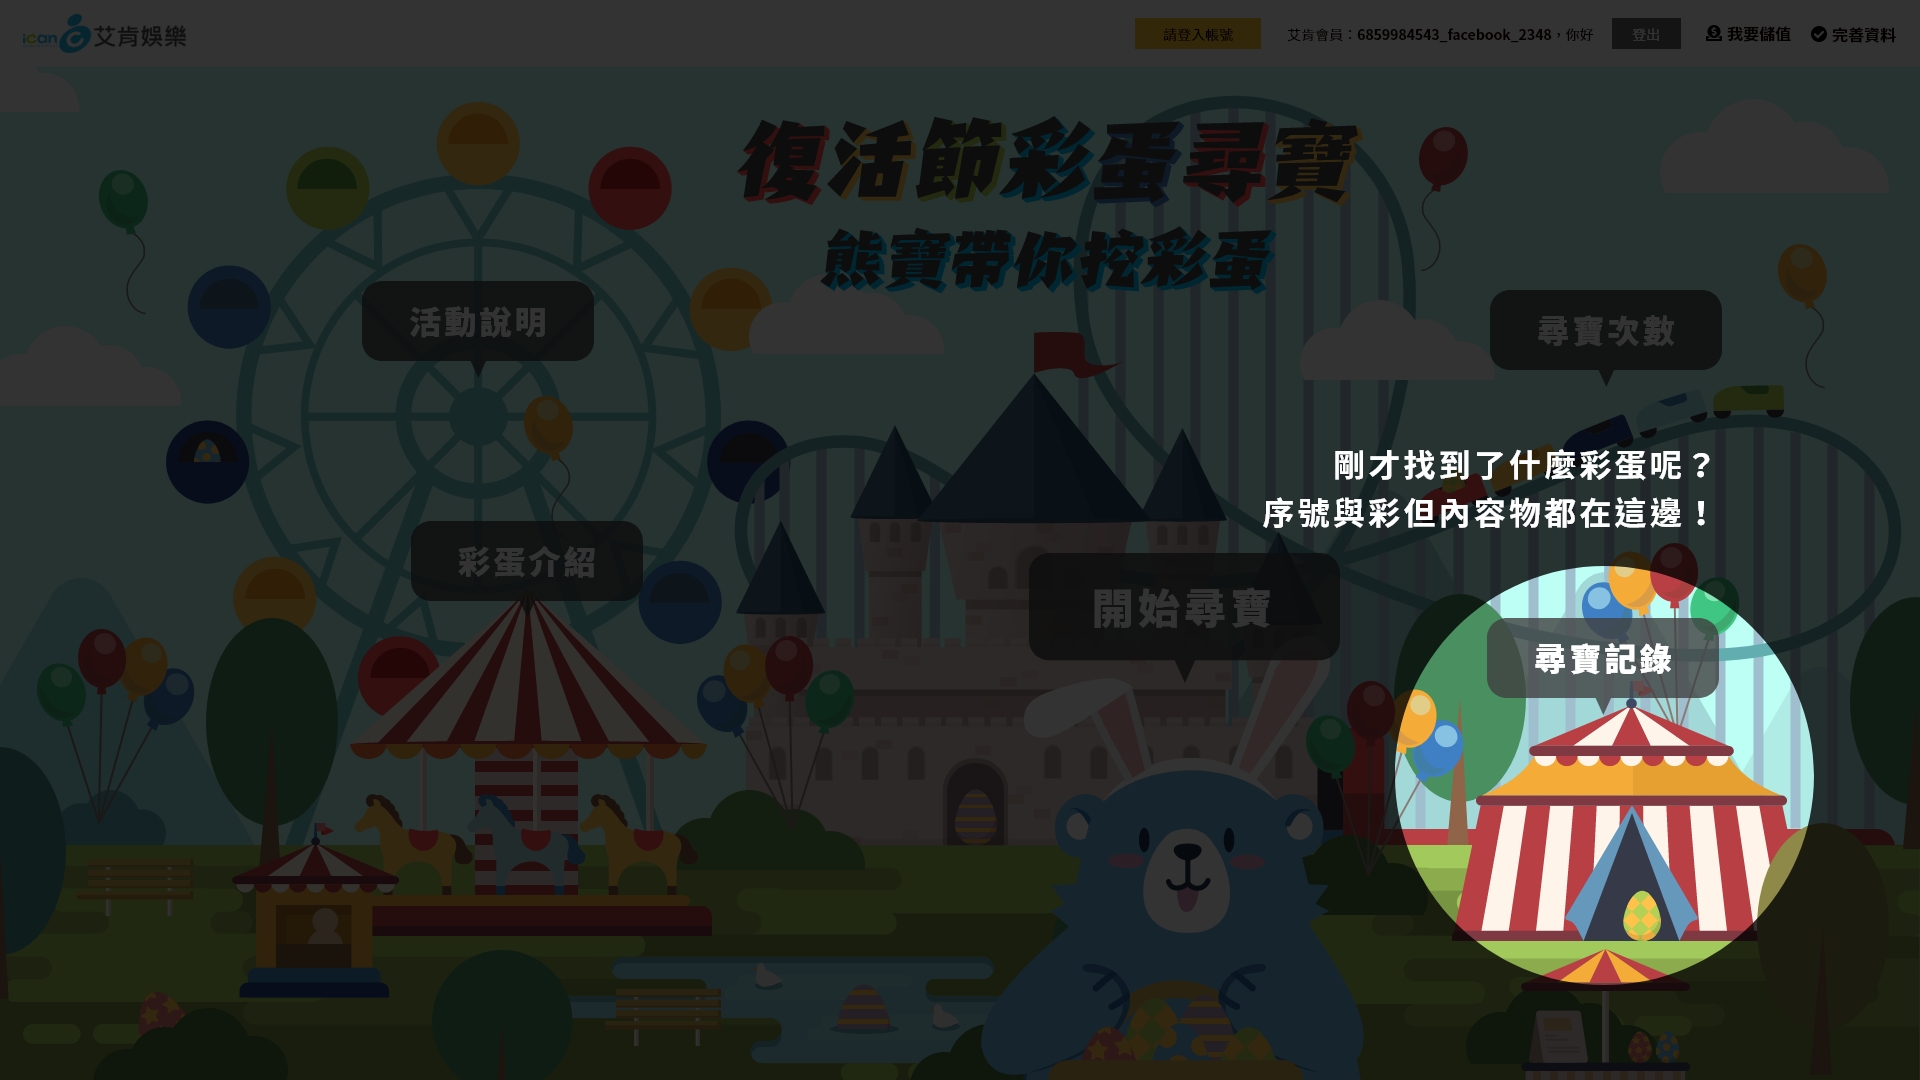 ican 艾肯娛樂
請登入帳號
艾肯會員：6859984543_facebook_2348，你好
登出
我要儲值
完善資料
復活節彩蛋尋寶
熊寶帶你挖彩蛋
活動說明
尋寶次數
剛才找到了什麼彩蛋呢？
序號與彩但內容物都在這邊！
彩蛋介紹
開始尋寶
尋寶記錄